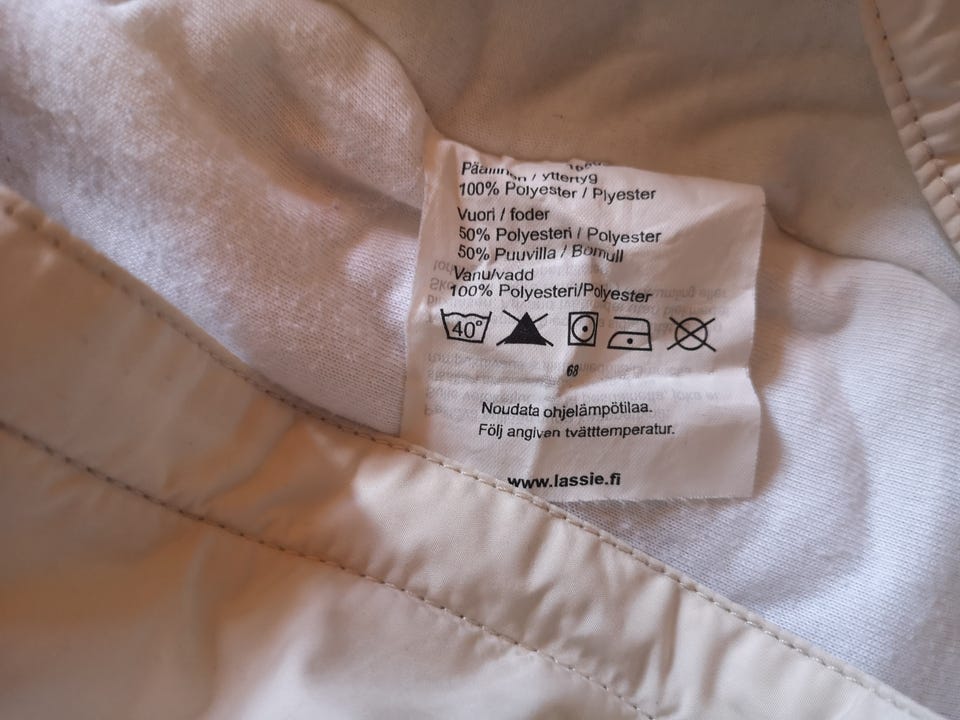 Päällinen / yttertyg
100% Polyester / Plyester
Vuori / foder
50% Polyesteri / Polyester
50% Puuvilla / Bomull
Vanu/vadd
100% Polyesteri/Polyester
40°
68
Noudata ohjelämpötilaa.
Följ angiven tvätttemperatur.
www.lassie.fi